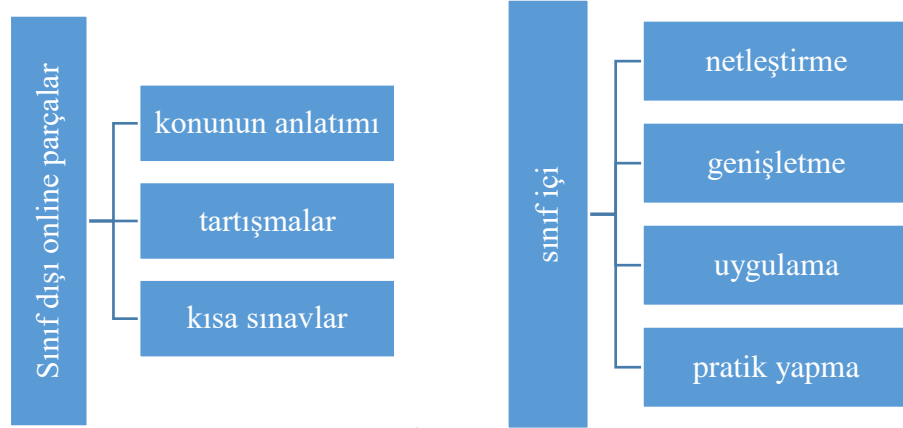 Sınıf dışı online parçalar
konunun anlatımı
tartışmalar
kısa sınavlar
sınıf içi
netleştirme
genişletme
uygulama
pratik yapma